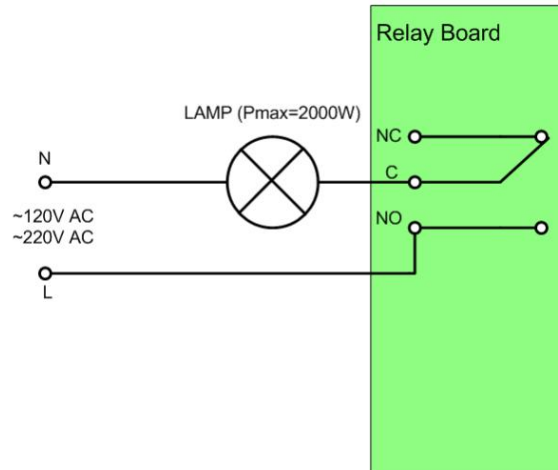 Relay Board
LAMP (Pmax=2000W)
NC
N
C
~120V AC
~220V AC
NO
L